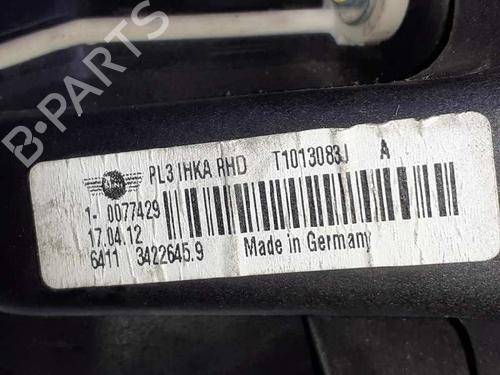 B-PARTS
PL3 IHKA RHD T1013083J A
1- 0077429
17.04.12
6411 3422645.9 Made in Germany